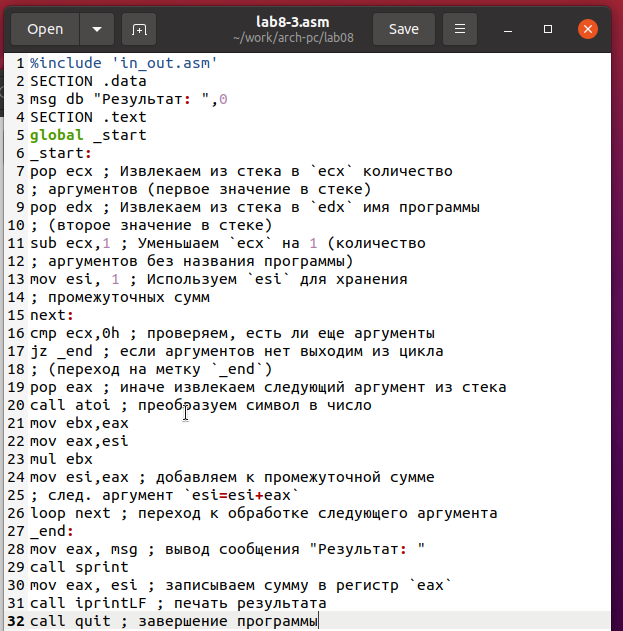 Open
lab8-3.asm
~/work/arch-pc/lab08
Save
1 %include 'in_out.asm'
2 SECTION .data
3 msg db "Результат: ",0
4 SECTION .text
5 global _start
6 _start:
7 pop ecx ; Извлекаем из стека в `ecx` количество
8 ; аргументов (первое значение в стеке)
9 pop edx ; Извлекаем из стека в `edx` имя программы
10 ; (второе значение в стеке)
11 sub ecx,1 ; Уменьшаем `ecx` на 1 (количество
12 ; аргументов без названия программы)
13 mov esi, 1 ; Используем `esi` для хранения
14 ; промежуточных сумм
15 next:
16 cmp ecx,0h ; проверяем, есть ли еще аргументы
17 jz _end ; если аргументов нет выходим из цикла
18 ; (переход на метку `_end`)
19 pop eax ; иначе извлекаем следующий аргумент из стека
20 call atoi ; преобразуем символ в число
21 mov ebx,eax
22 mov eax,esi
23 mul ebx
24 mov esi,eax ; добавляем к промежуточной сумме
25 ; след. аргумент `esi=esi+eax`
26 loop next ; переход к обработке следующего аргумента
27 _end:
28 mov eax, msg ; вывод сообщения "Результат: "
29 call sprint
30 mov eax, esi ; записываем сумму в регистр `eax`
31 call iprintLF ; печать результата
32 call quit ; завершение программы